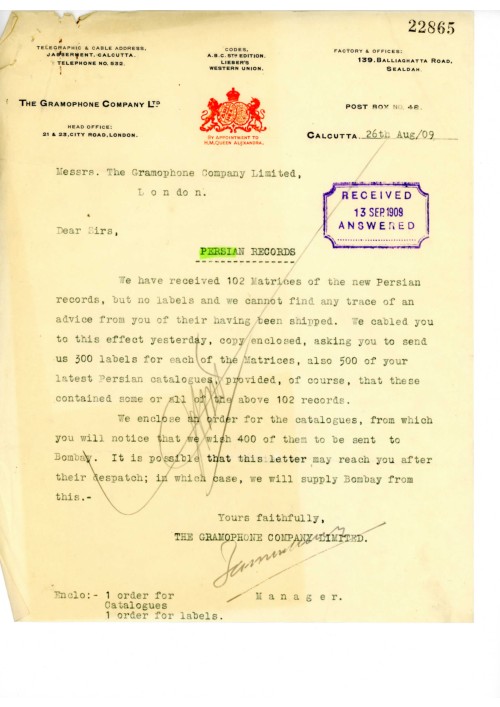 22865
TELEGRAPHIC & CABLE ADDRESS,
JABBERMENT, CALCUTTA.
TELEPHONE No. 832.
CODES,
A.B.C. 5TH EDITION.
LIEBER'S
WESTERN UNION.
FACTORY & OFFICES:
139, BALLIAGHATTA ROAD,
SEALDAH.
THE GRAMOPHONE COMPANY LTD
POST BOX No. 48.
HEAD OFFICE:
21 & 23, CITY ROAD, LONDON.
BY APPOINTMENT TO
H.M. QUEEN ALEXANDRA.
CALCUTTA 26th Aug/09
Messrs. The Gramophone Company Limited,
London.
RECEIVED
13 SEP. 1909
ANSWERED
Dear Sirs,
PERSIAN RECORDS
We have received 102 Matrices of the new Persian
records, but no labels and we cannot find any trace of an
advice from you of their having been shipped. We cabled you
to this effect yesterday, copy enclosed, asking you to send
us 300 labels for each of the Matrices, also 500 of your
latest Persian catalogues, provided, of course, that these
contained some or all of the above 102 records.
We enclose an order for the catalogues, from which
you will notice that we wish 400 of them to be sent to
Bombay. It is possible that this letter may reach you after
their despatch; in which case, we will supply Bombay from
this.-
Yours faithfully,
THE GRAMOPHONE COMPANY LIMITED.
Manager.
Enclo:- 1 order for
Catalogues
1 order for labels.